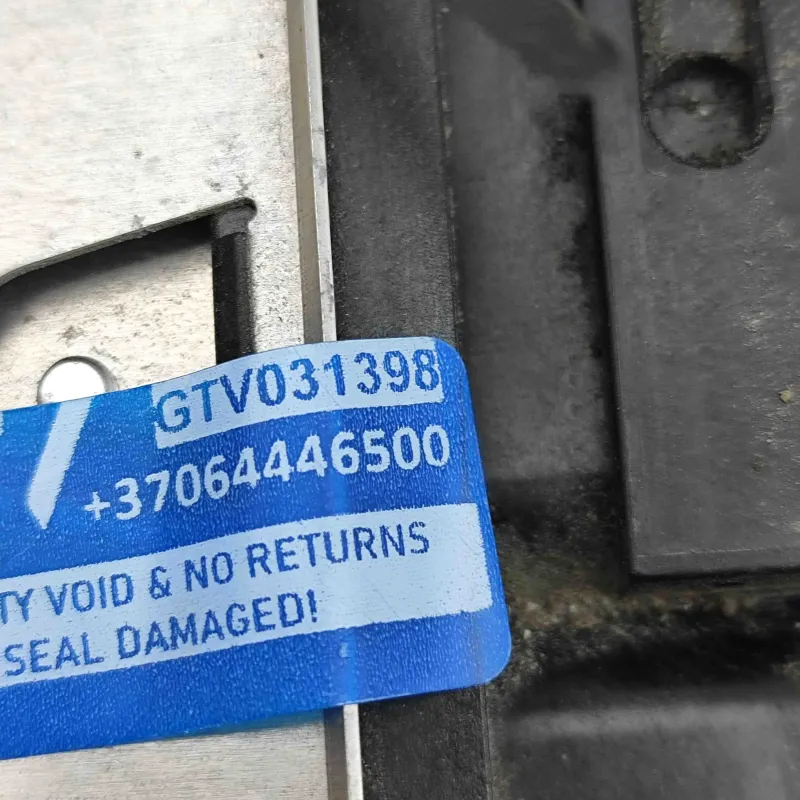 GTV031398
+37064446500
TY VOID & NO RETURNS
SEAL DAMAGED!